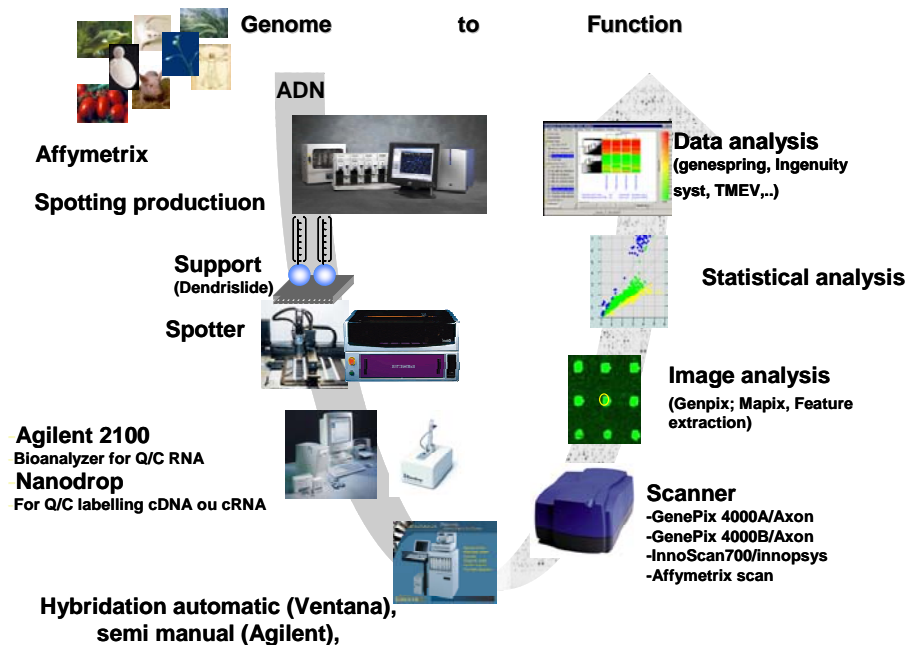 Genome to Function
ADN
Affymetrix
Spotting productiuon
Support
(Dendrislide)
Spotter
Agilent 2100
Bioanalyzer for Q/C RNA
Nanodrop
For Q/C labelling cDNA ou cRNA
Hybridation automatic (Ventana),
semi manual (Agilent),
Scanner
-GenePix 4000A/Axon
-GenePix 4000B/Axon
-InnoScan700/innopsys
-Affymetrix scan
Image analysis
(Genpix; Mapix, Feature
extraction)
Statistical analysis
Data analysis
(genespring, Ingenuity
syst, TMEV,..)